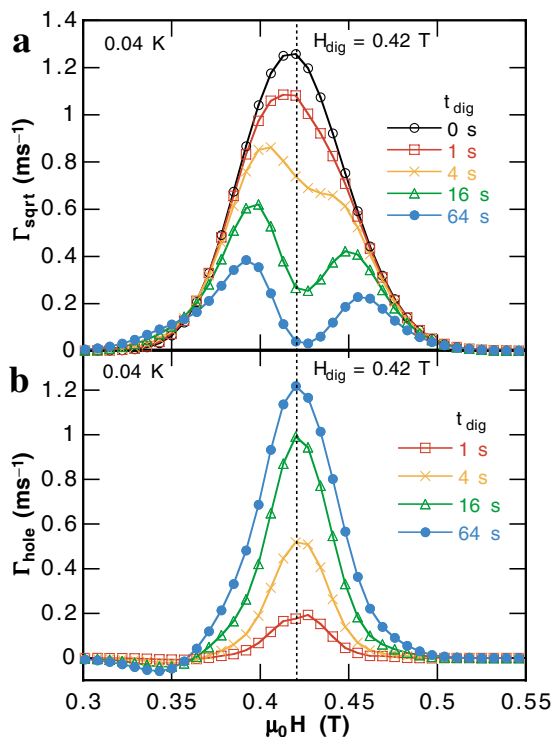 a
0.04 K
H_dig = 0.42 T
t_dig
0 s
1 s
4 s
16 s
64 s
Γ_sqrt (ms⁻¹)
1.4
1.2
1
0.8
0.6
0.4
0.2
0
b
0.04 K
H_dig = 0.42 T
t_dig
1 s
4 s
16 s
64 s
Γ_hole (ms⁻¹)
1.2
1
0.8
0.6
0.4
0.2
0
0.3 0.35 0.4 0.45 0.5 0.55
μ₀H (T)